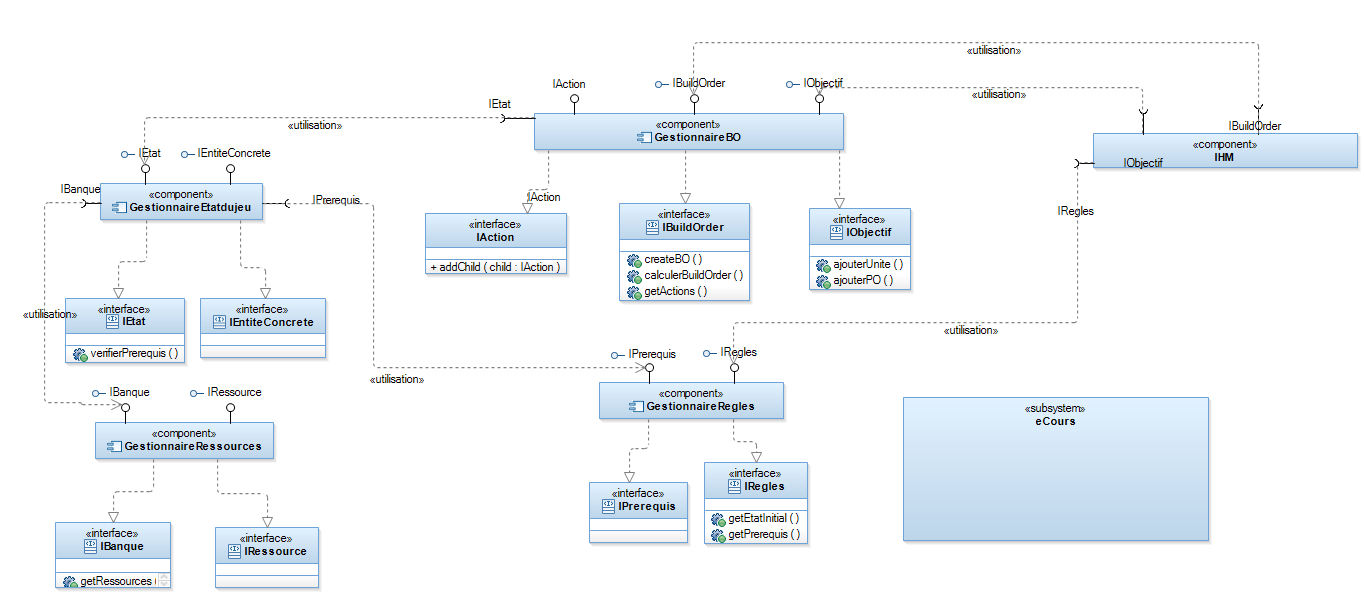 «utilisation»
IAction
IBuildOrder
IObjectif
«utilisation»
IEtat
«utilisation»
«component»
GestionnaireBO
IBuildOrder
«component»
IHM
IObjectif
IEtat
IEntiteConcrete
IBanque
«component»
GestionnaireEtatdujeu
IPrerequis
IAction
IRegles
«interface»
IAction
+ addChild ( child : IAction )
«interface»
IBuildOrder
createBO ( )
calculerBuildOrder ( )
getActions ( )
«interface»
IObjectif
ajouterUnite ( )
ajouterPO ( )
«utilisation»
«interface»
IEtat
verifierPrerequis ( )
«interface»
IEntiteConcrete
«utilisation»
IPrerequis
IRegles
«utilisation»
IBanque
IRessource
«component»
GestionnaireRegles
«subsystem»
eCours
«component»
GestionnaireRessources
«interface»
IPrerequis
«interface»
IRegles
getEtatInitial ( )
getPrerequis ( )
«interface»
IBanque
getRessources (
«interface»
IRessource